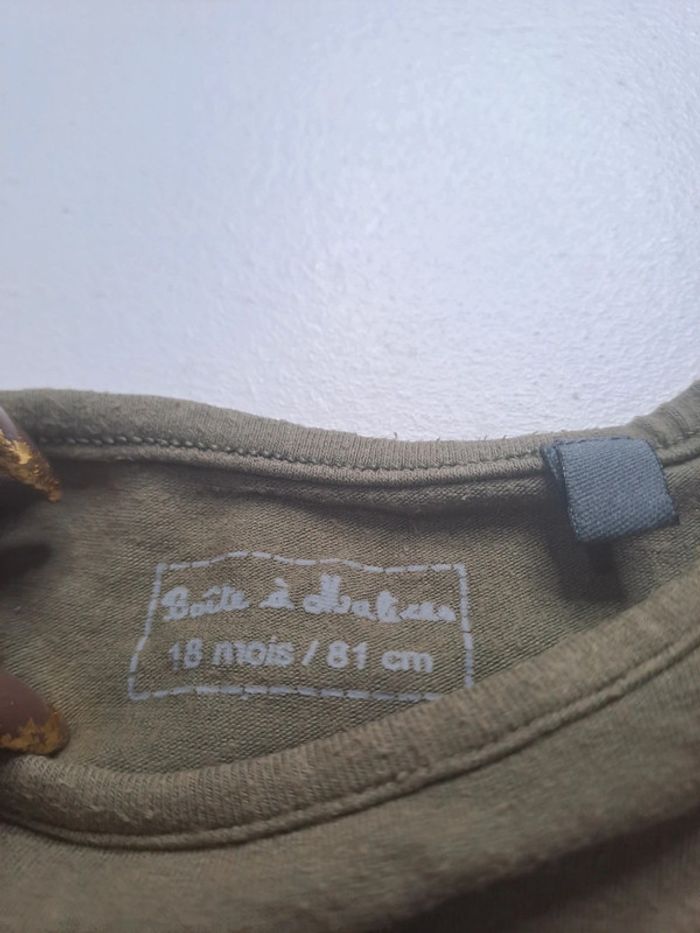 Boîte à Malices
18 mois / 81 cm